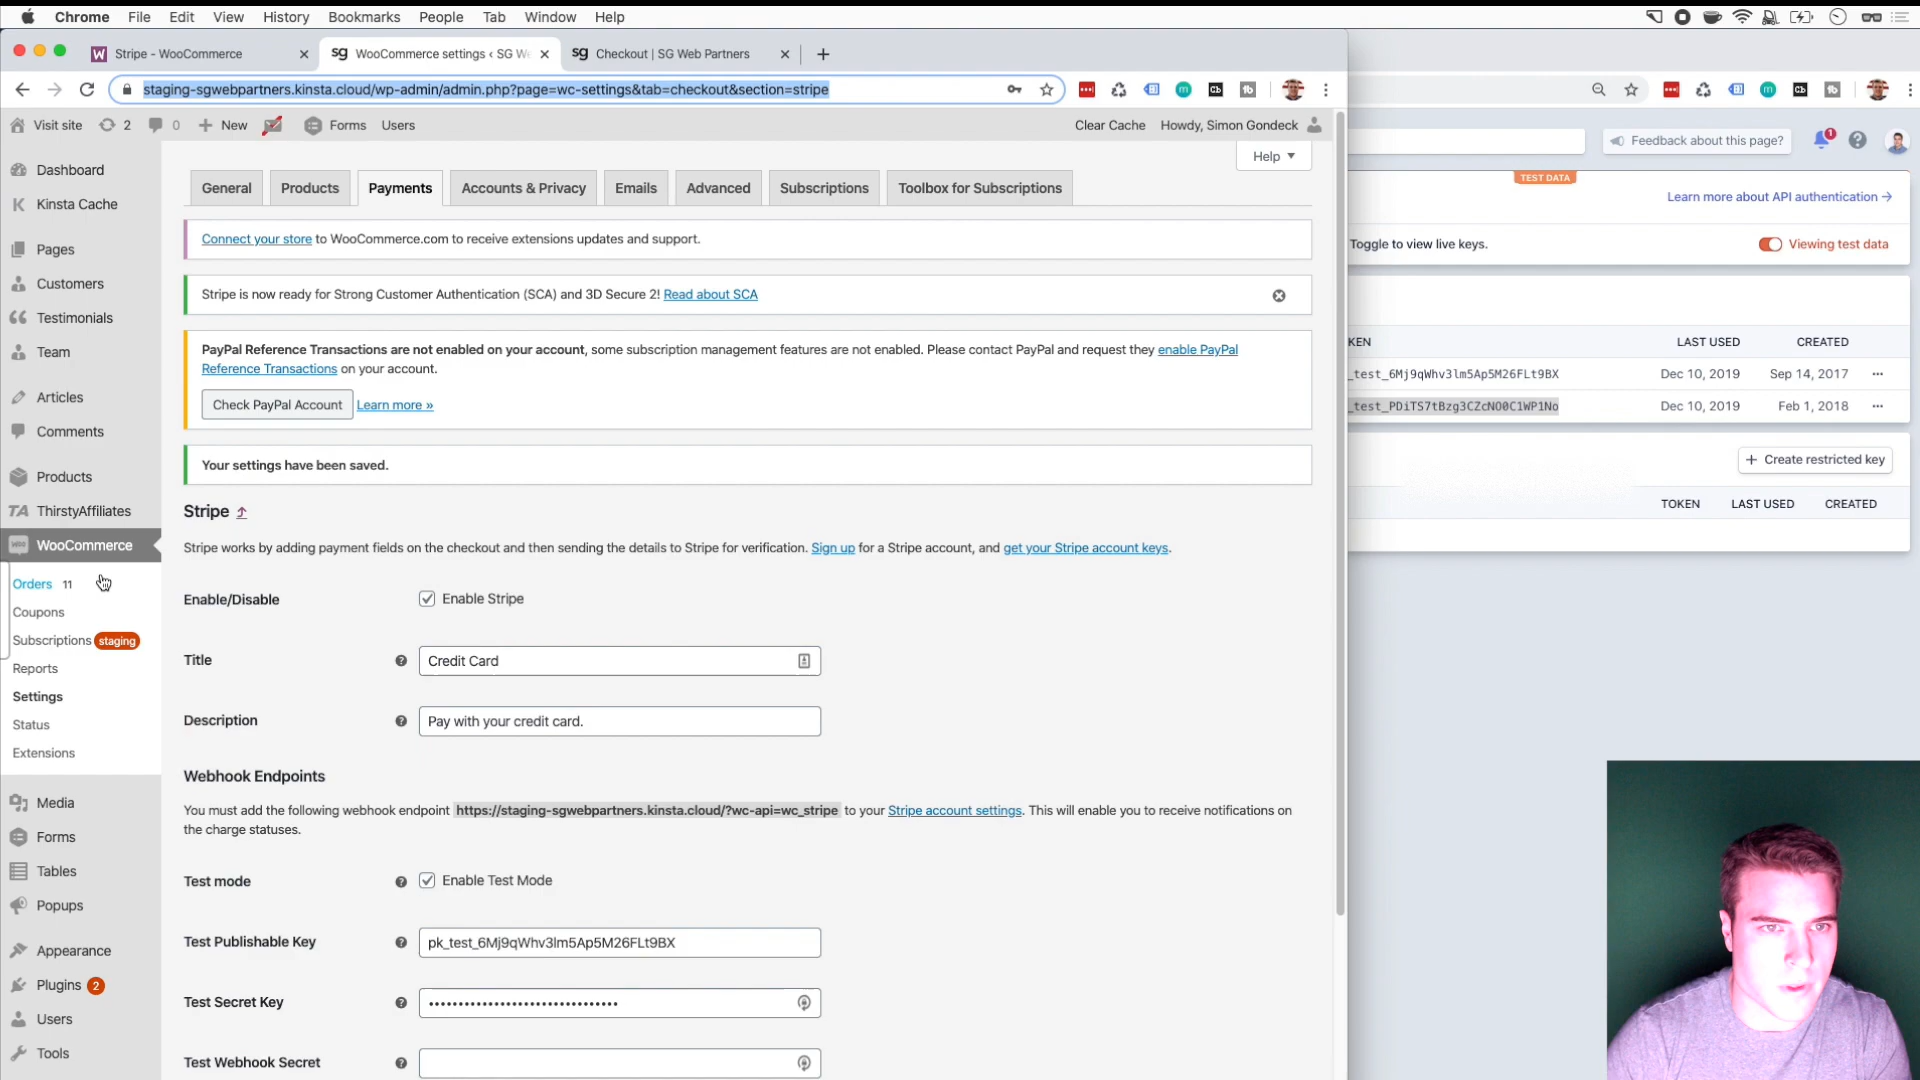 Chrome File Edit View History Bookmarks People Tab Window Help
Stripe - WooCommerce
sg WooCommerce settings ‹ SG We
sg Checkout | SG Web Partners
staging-sgwebpartners.kinsta.cloud/wp-admin/admin.php?page=wc-settings&tab=checkout&section=stripe
Visit site 2 0 New Forms Users Clear Cache Howdy, Simon Gondeck
Help
Dashboard
Kinsta Cache
Pages
Customers
Testimonials
Team
Articles
Comments
Products
TA ThirstyAffiliates
WooCommerce
Orders 11
Coupons
Subscriptions staging
Reports
Settings
Status
Extensions
Media
Forms
Tables
Popups
Appearance
Plugins 2
Users
Tools
General Products Payments Accounts & Privacy Emails Advanced Subscriptions Toolbox for Subscriptions
Connect your store to WooCommerce.com to receive extensions updates and support.
Stripe is now ready for Strong Customer Authentication (SCA) and 3D Secure 2! Read about SCA
PayPal Reference Transactions are not enabled on your account, some subscription management features are not enabled. Please contact PayPal and request they enable PayPal
Reference Transactions on your account.
Check PayPal Account Learn more »
Your settings have been saved.
Stripe
Stripe works by adding payment fields on the checkout and then sending the details to Stripe for verification. Sign up for a Stripe account, and get your Stripe account keys.
Enable/Disable Enable Stripe
Title Credit Card
Description Pay with your credit card.
Webhook Endpoints
You must add the following webhook endpoint https://staging-sgwebpartners.kinsta.cloud/?wc-api=wc_stripe to your Stripe account settings. This will enable you to receive notifications on
the charge statuses.
Test mode Enable Test Mode
Test Publishable Key pk_test_6Mj9qWhv3lm5Ap5M26FLt9BX
Test Secret Key
Test Webhook Secret
Feedback about this page? 1
TEST DATA
Learn more about API authentication →
Toggle to view live keys. Viewing test data
KEN LAST USED CREATED
_test_6Mj9qWhv3lm5Ap5M26FLt9BX Dec 10, 2019 Sep 14, 2017
_test_PDiTS7tBzg3CZcNO0C1WP1No Dec 10, 2019 Feb 1, 2018
+ Create restricted key
TOKEN LAST USED CREATED